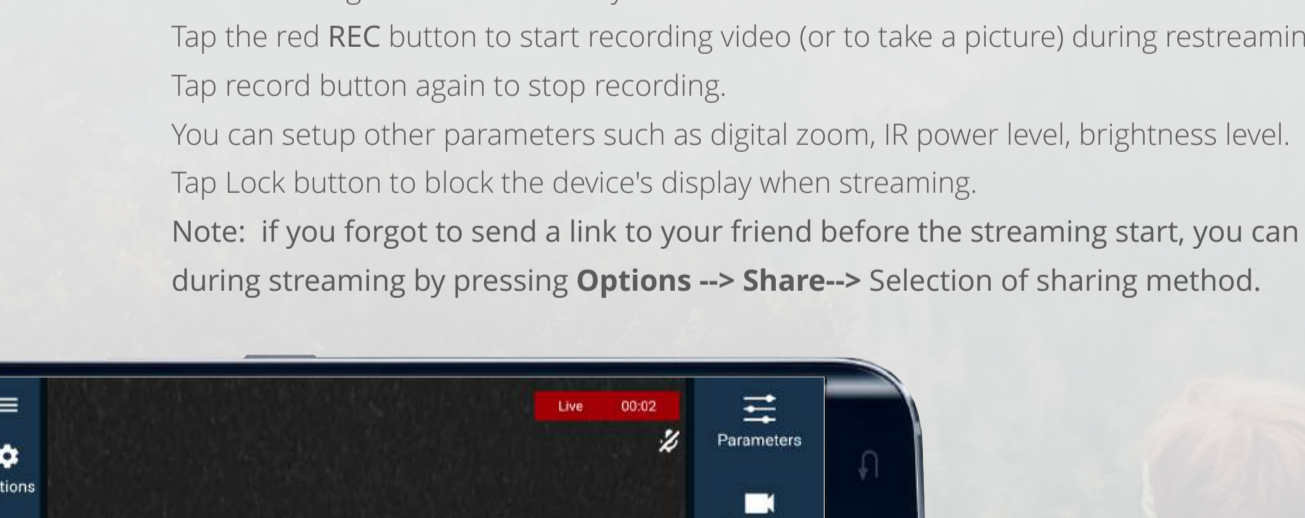 Tap the red REC button to start recording video (or to take a picture) during
Tap record button again to stop recording.
You can setup other parameters such as digital zoom, IR power level, brightness level.
Tap Lock button to block the device's display when streaming.
Note: if you forgot to send a link to your friend before the streaming start, you can
during streaming by pressing Options --> Share--> Selection of sharing method.
Live 00:02
Parameters